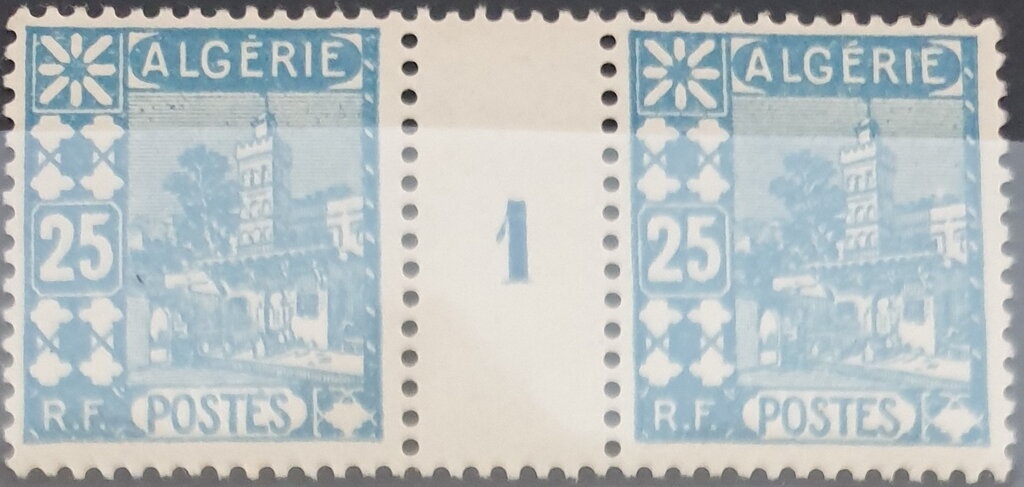 ALGÉRIE
25
R.F. POSTES
1
ALGÉRIE
25
R.F. POSTES